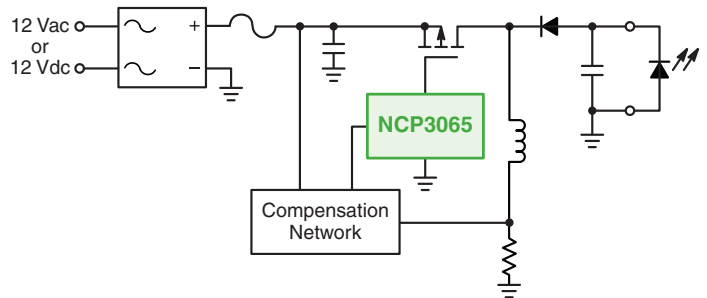 12 Vac
or
12 Vdc
+
−
NCP3065
Compensation
Network